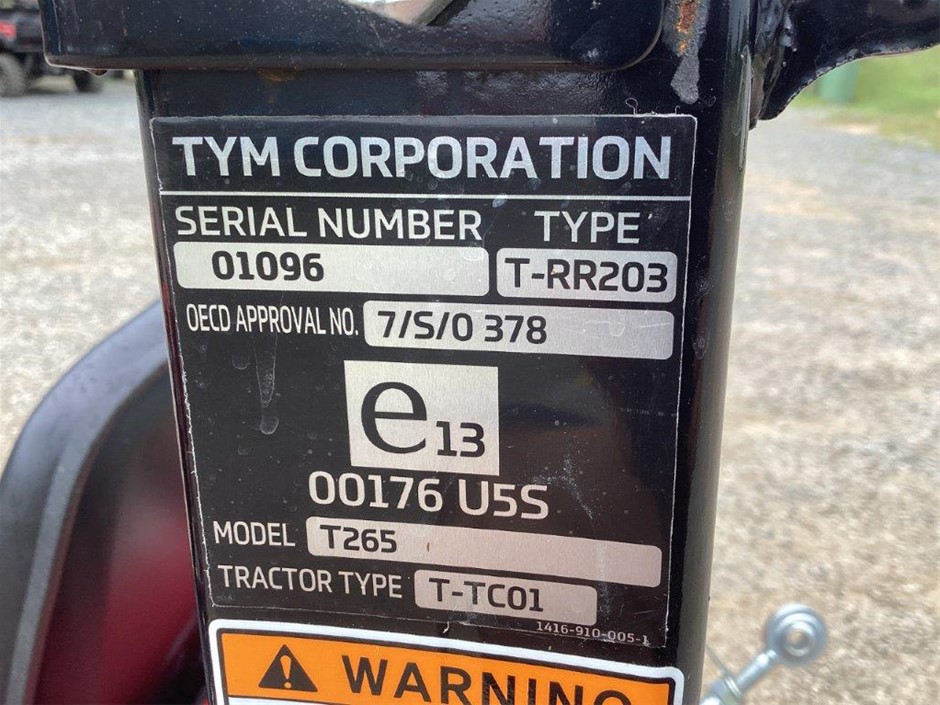 TYM CORPORATION
SERIAL NUMBER TYPE
01096 T-RR203
OECD APPROVAL NO. 7/S/0 378
e13
00176 U5S
MODEL T265
TRACTOR TYPE T-TC01
1416-910-005-1
WARNING